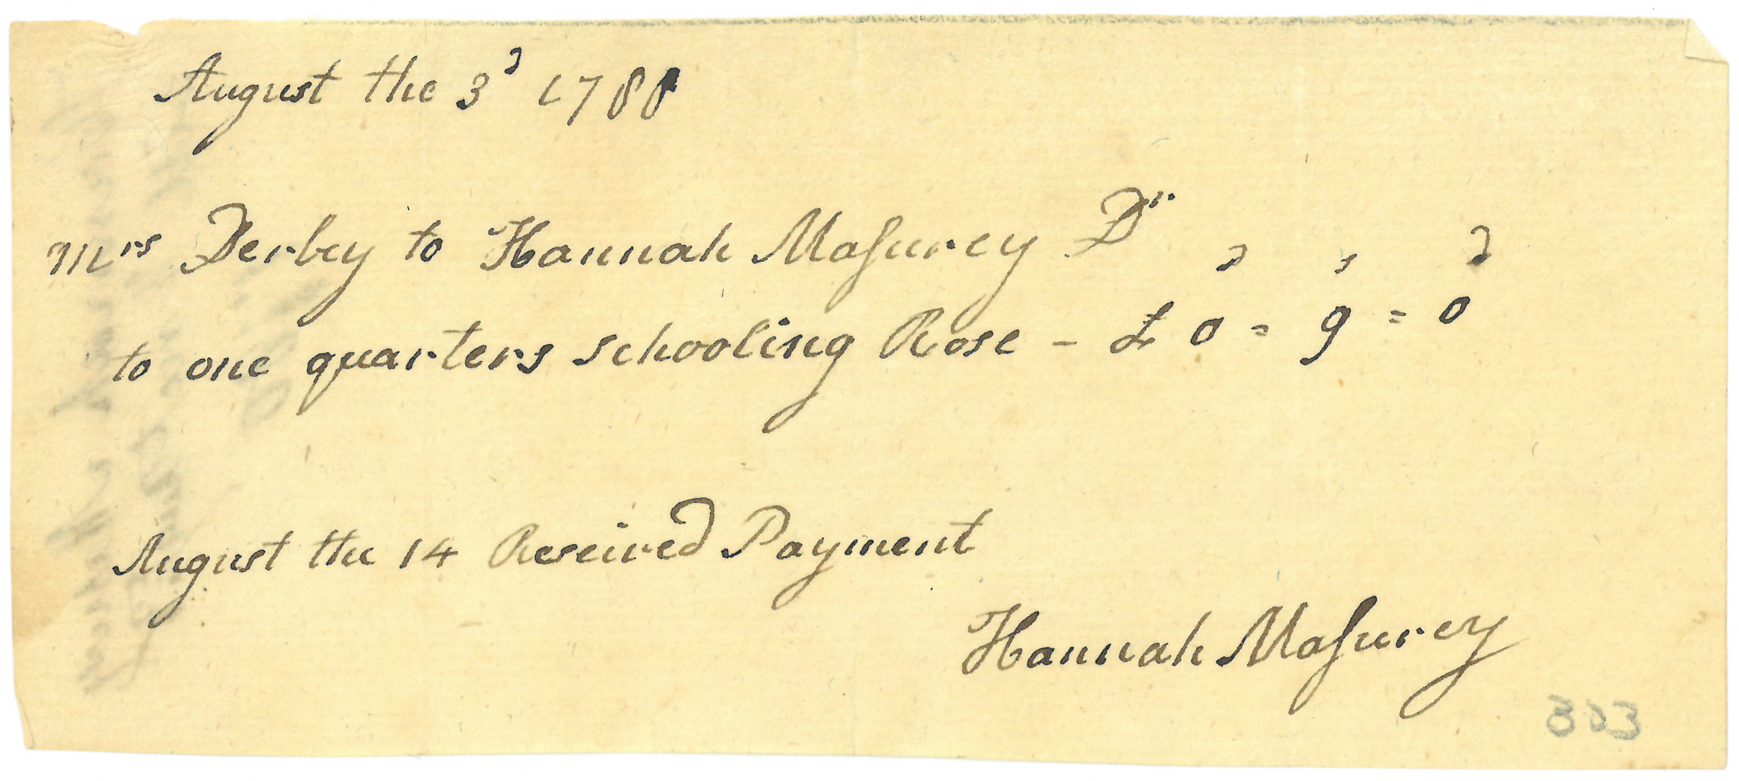 August the 3d 1788
Mrs Derby to Hannah Maſurey Dr
to one quarters schooling Rose - £ 0 = 9 = 0
August the 14 Reseived Payment
Hannah Maſurey
303